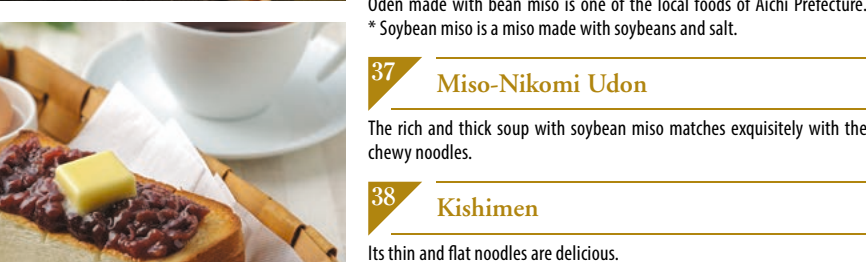 Oden made with bean miso is one of the local foods of Aichi Prefecture.
* Soybean miso is a miso made with soybeans and salt.
37
Miso-Nikomi Udon
The rich and thick soup with soybean miso matches exquisitely with the
chewy noodles.
38
Kishimen
Its thin and flat noodles are delicious.